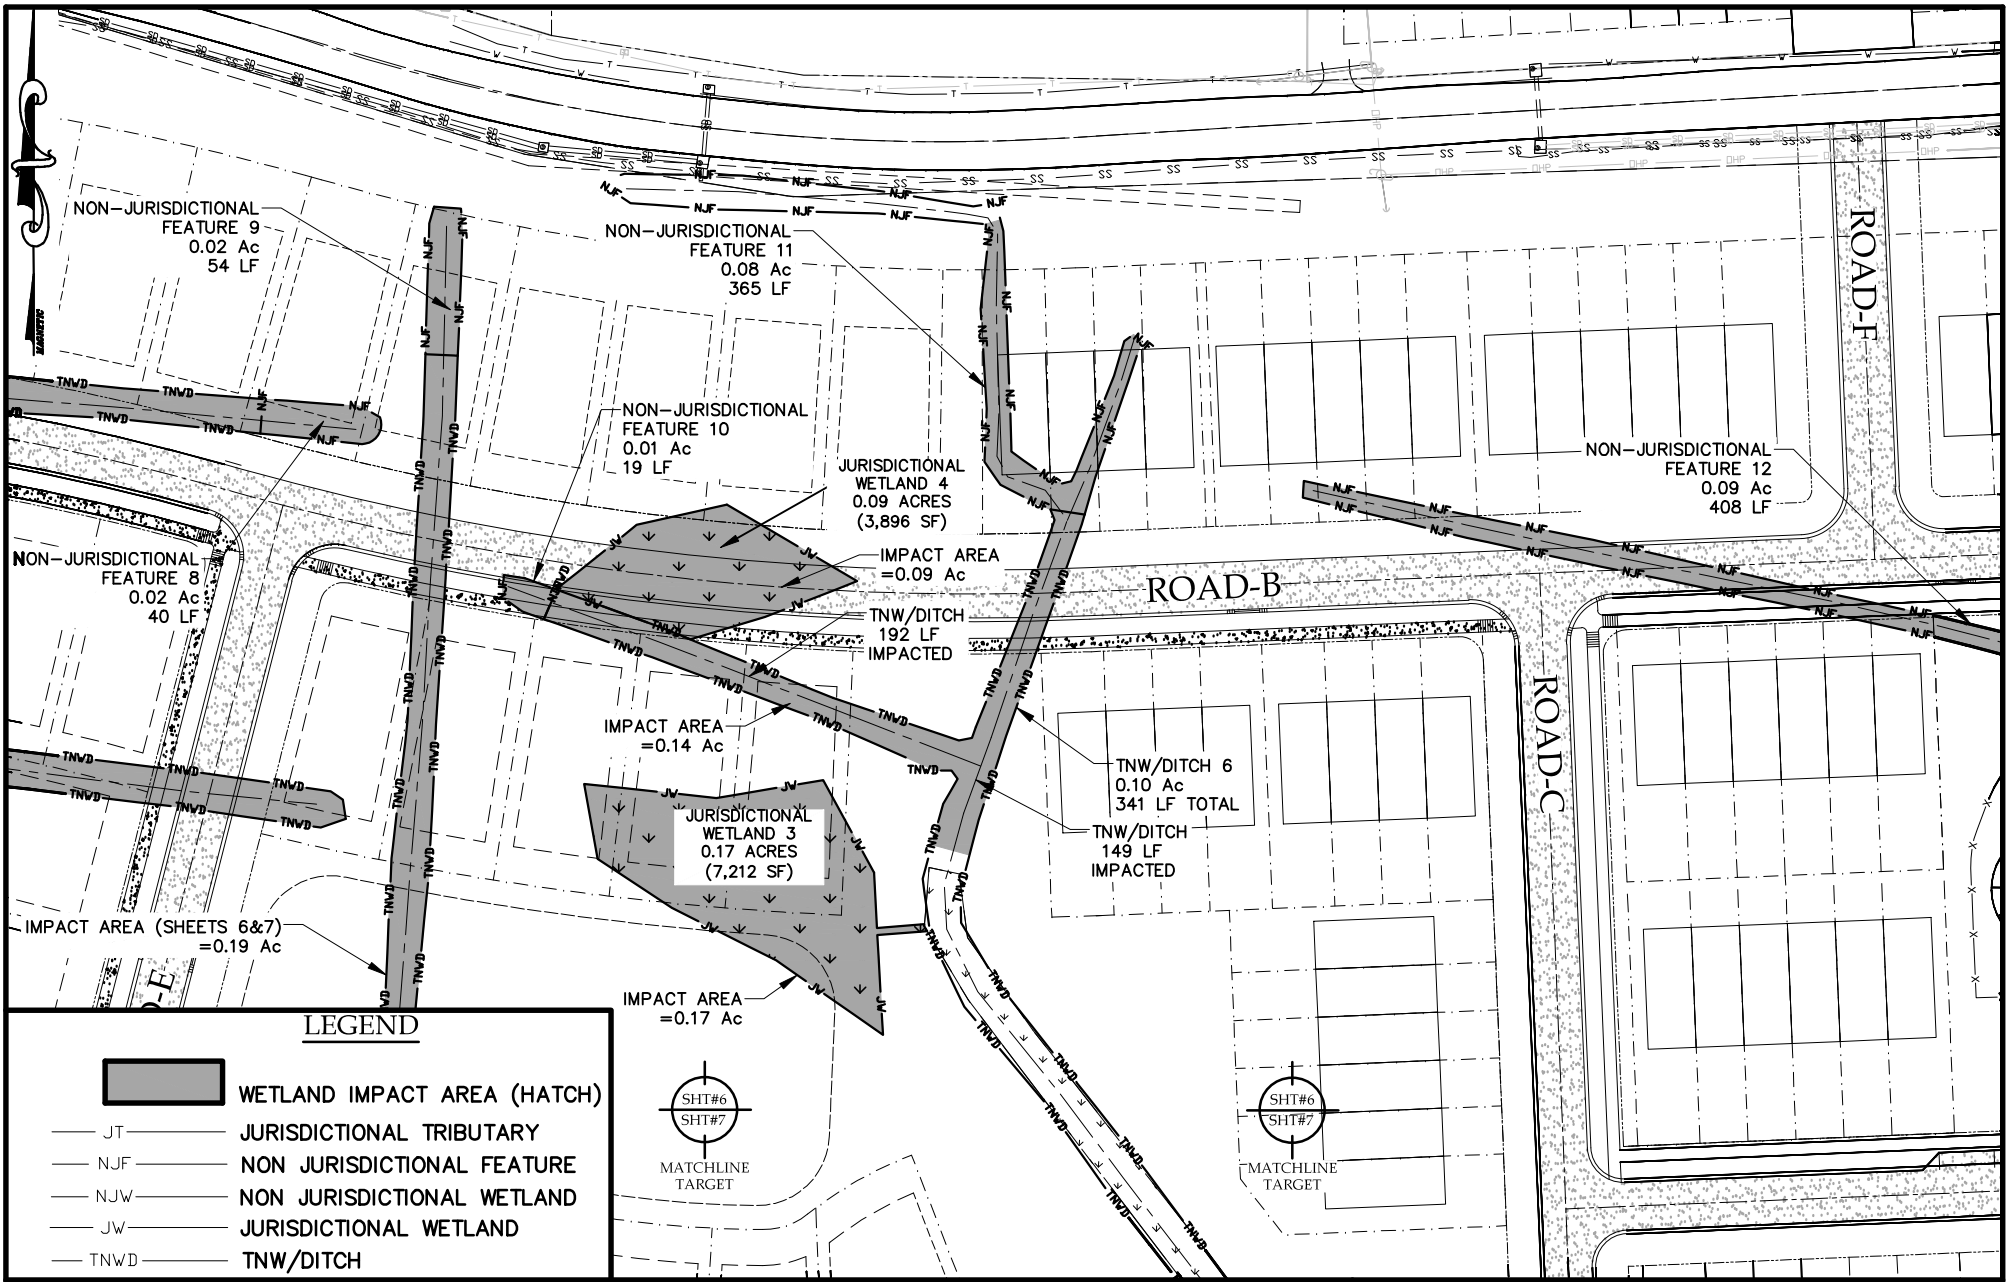 NON-JURISDICTIONAL
FEATURE 9
0.02 Ac
54 LF
NON-JURISDICTIONAL
FEATURE 11
0.08 Ac
365 LF
ROAD-F
MAGNETIC
NON-JURISDICTIONAL
FEATURE 10
0.01 Ac
19 LF
JURISDICTIONAL
WETLAND 4
0.09 ACRES
(3,896 SF)
NON-JURISDICTIONAL
FEATURE 12
0.09 Ac
408 LF
NON-JURISDICTIONAL
FEATURE 8
0.02 Ac
40 LF
IMPACT AREA
=0.09 Ac
ROAD-B
TNW/DITCH
192 LF
IMPACTED
ROAD-C
IMPACT AREA
=0.14 Ac
TNW/DITCH 6
0.10 Ac
341 LF TOTAL
TNW/DITCH
149 LF
IMPACTED
JURISDICTIONAL
WETLAND 3
0.17 ACRES
(7,212 SF)
IMPACT AREA (SHEETS 6&7)
=0.19 Ac
D-E
IMPACT AREA
=0.17 Ac
LEGEND
WETLAND IMPACT AREA (HATCH)
JT JURISDICTIONAL TRIBUTARY
NJF NON JURISDICTIONAL FEATURE
NJW NON JURISDICTIONAL WETLAND
JW JURISDICTIONAL WETLAND
TNWD TNW/DITCH
SHT#6
SHT#7
MATCHLINE
TARGET
SHT#6
SHT#7
MATCHLINE
TARGET